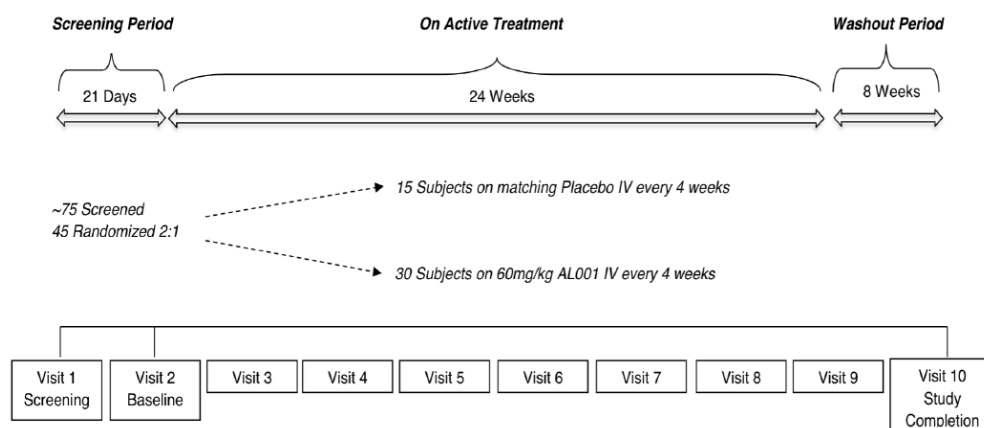 Screening Period
On Active Treatment
Washout Period
21 Days
24 Weeks
8 Weeks
15 Subjects on matching Placebo IV every 4 weeks
~75 Screened
45 Randomized 2:1
30 Subjects on 60mg/kg AL001 IV every 4 weeks
Visit 1
Screening
Visit 2
Baseline
Visit 3
Visit 4
Visit 5
Visit 6
Visit 7
Visit 8
Visit 9
Visit 10
Study
Completion